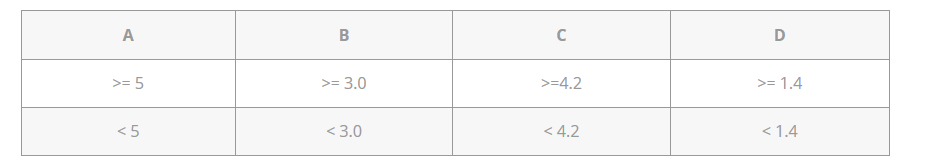 A B C D
>= 5 >= 3.0 >=4.2 >= 1.4
< 5 < 3.0 < 4.2 < 1.4